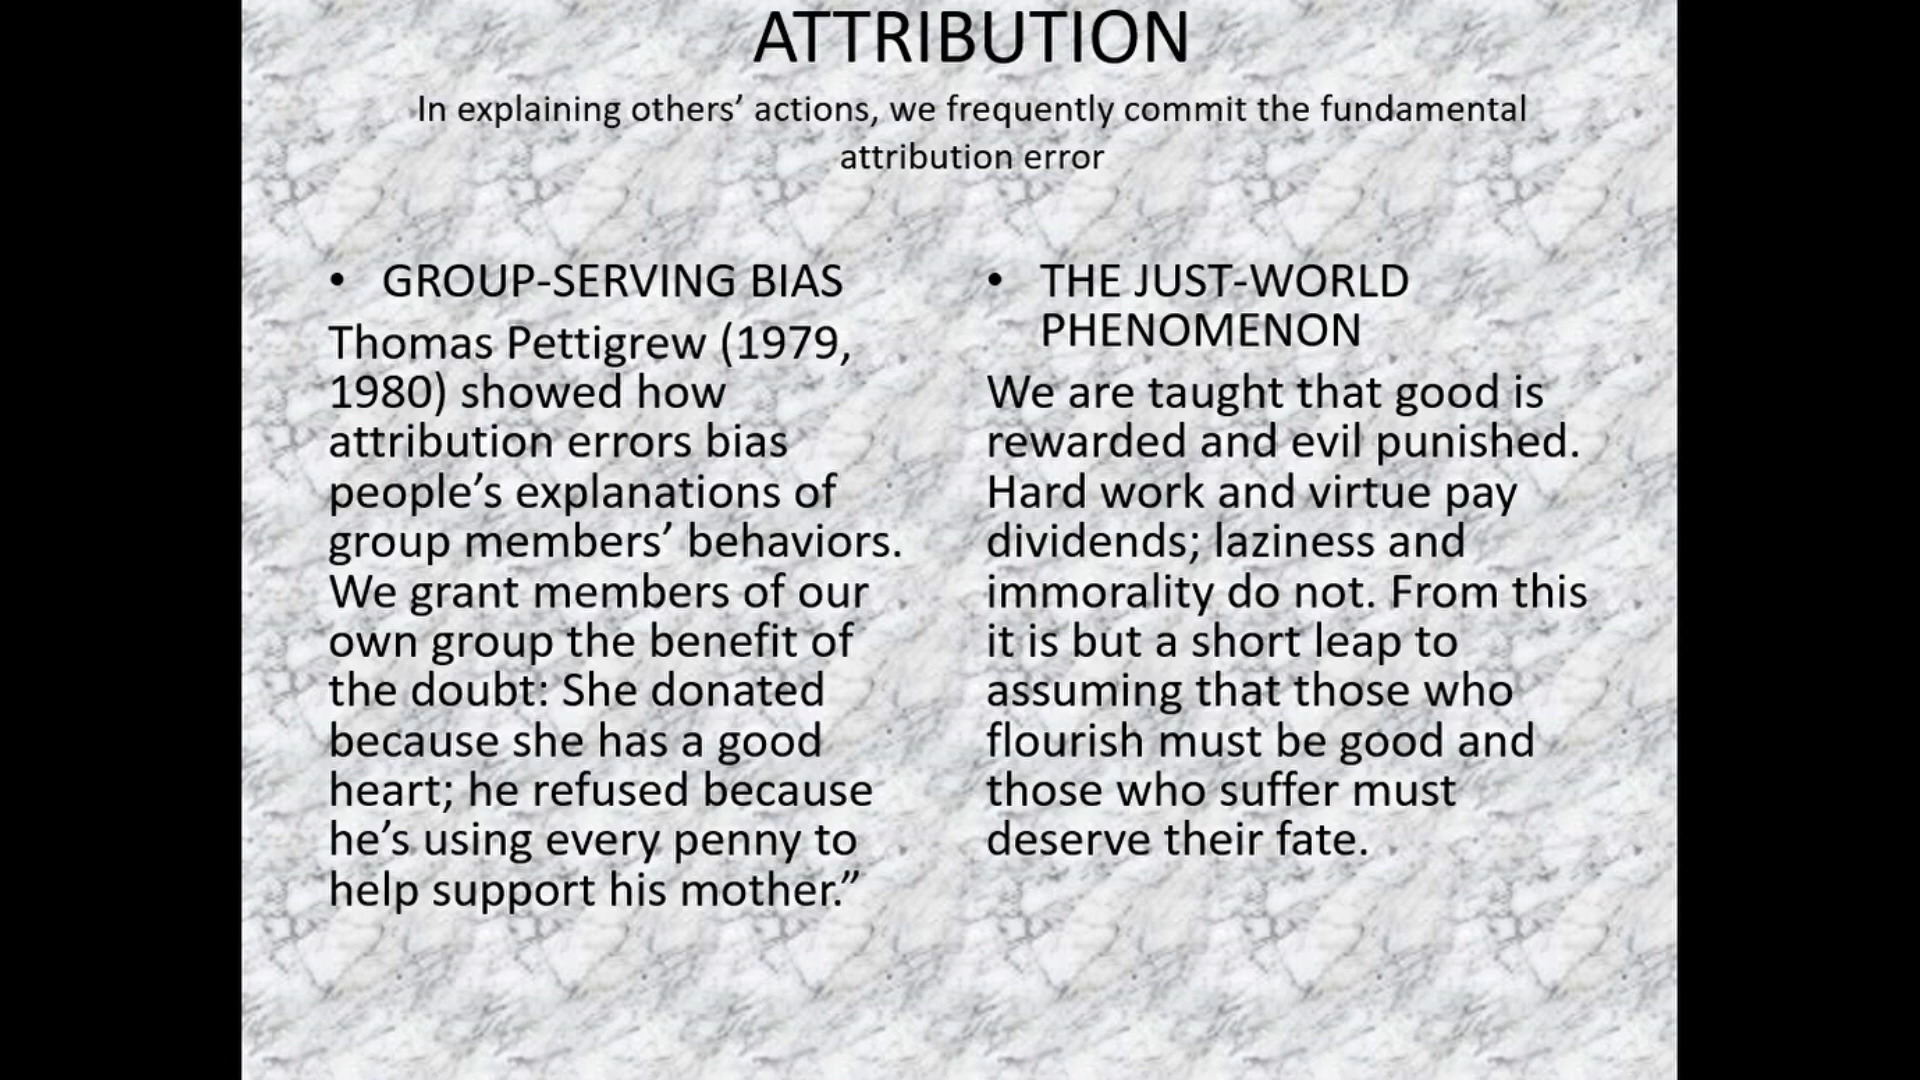 ATTRIBUTION
In explaining others’ actions, we frequently commit the fundamental
attribution error
• GROUP-SERVING BIAS
Thomas Pettigrew (1979,
1980) showed how
attribution errors bias
people’s explanations of
group members’ behaviors.
We grant members of our
own group the benefit of
the doubt: She donated
because she has a good
heart; he refused because
he’s using every penny to
help support his mother.”
• THE JUST-WORLD
PHENOMENON
We are taught that good is
rewarded and evil punished.
Hard work and virtue pay
dividends; laziness and
immorality do not. From this
it is but a short leap to
assuming that those who
flourish must be good and
those who suffer must
deserve their fate.